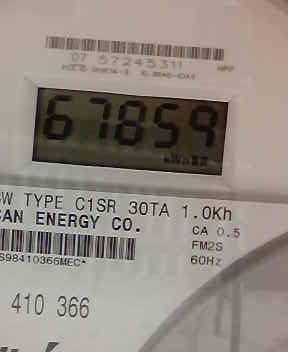 07 57245311
67859
kWh
W TYPE C1SR 30TA 1.0Kh
CAN ENERGY CO.
CA 0.5
FM2S
60Hz
S98410366MEC*
410 366